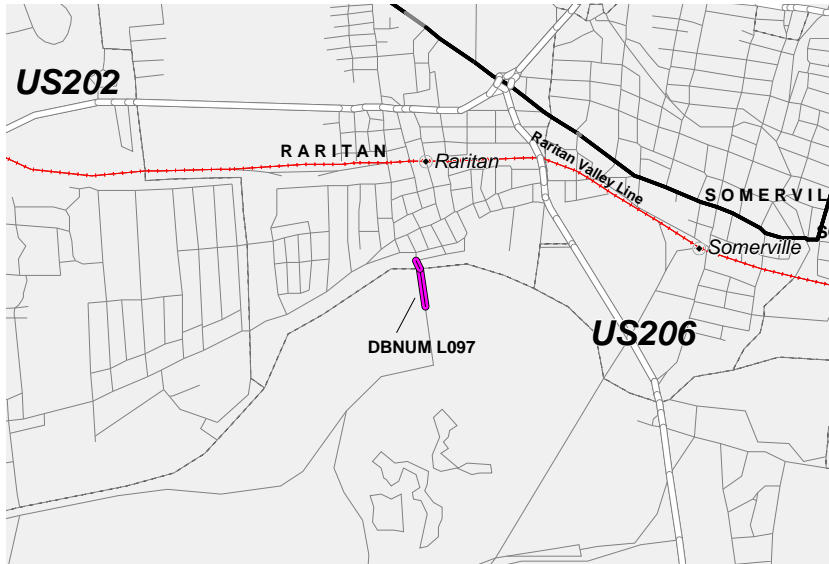 US202
RARITAN
Raritan
Raritan Valley Line
SOMERVIL
S
Somerville
US206
DBNUM L097